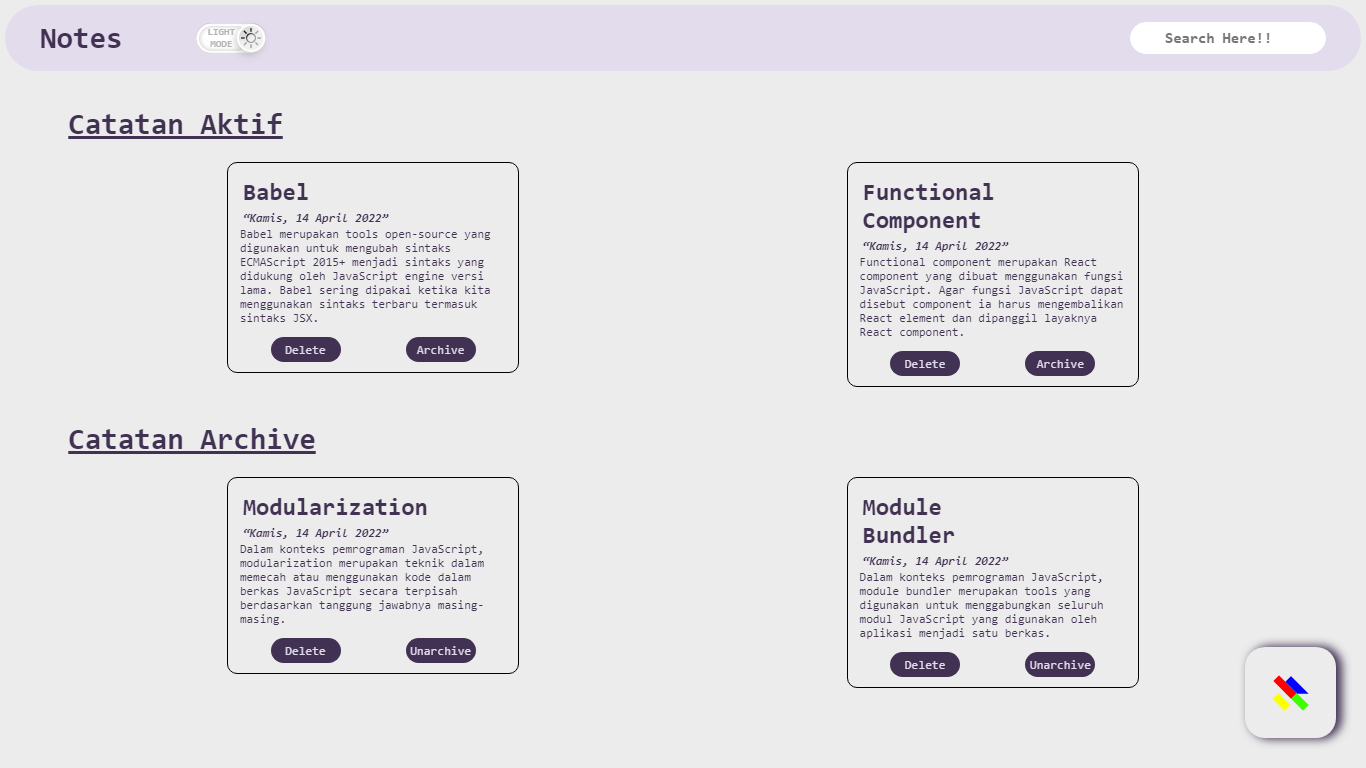 Notes
LIGHT
MODE
Search Here!!
Catatan Aktif
Babel
“Kamis, 14 April 2022”
Babel merupakan tools open-source yang
digunakan untuk mengubah sintaks
ECMAScript 2015+ menjadi sintaks yang
didukung oleh JavaScript engine versi
lama. Babel sering dipakai ketika kita
menggunakan sintaks terbaru termasuk
sintaks JSX.
Delete
Archive
Functional
Component
“Kamis, 14 April 2022”
Functional component merupakan React
component yang dibuat menggunakan fungsi
JavaScript. Agar fungsi JavaScript dapat
disebut component ia harus mengembalikan
React element dan dipanggil layaknya
React component.
Delete
Archive
Catatan Archive
Modularization
“Kamis, 14 April 2022”
Dalam konteks pemrograman JavaScript,
modularization merupakan teknik dalam
memecah atau menggunakan kode dalam
berkas JavaScript secara terpisah
berdasarkan tanggung jawabnya masing-
masing.
Delete
Unarchive
Module
Bundler
“Kamis, 14 April 2022”
Dalam konteks pemrograman JavaScript,
module bundler merupakan tools yang
digunakan untuk menggabungkan seluruh
modul JavaScript yang digunakan oleh
aplikasi menjadi satu berkas.
Delete
Unarchive